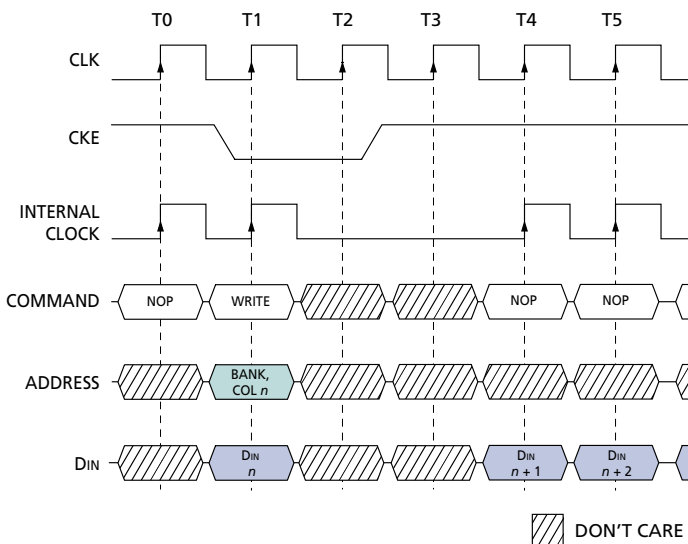 T0 T1 T2 T3 T4 T5
CLK
CKE
INTERNAL
CLOCK
COMMAND NOP WRITE NOP NOP
ADDRESS BANK,
COL n
DIN DIN
n DIN
n + 1 DIN
n + 2
DON'T CARE